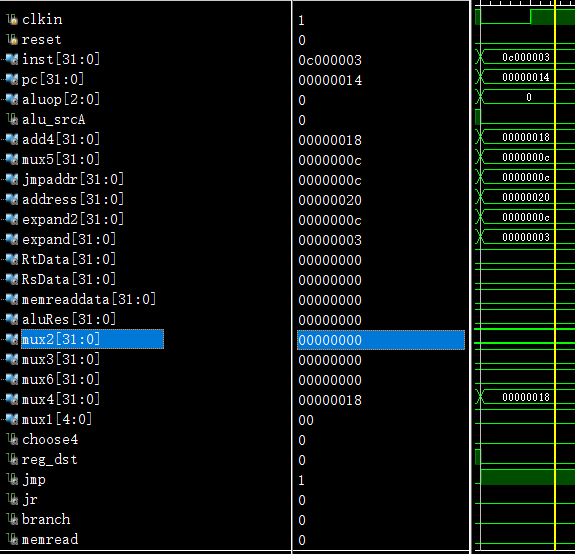 clkin 1
reset 0
inst[31:0] 0c000003 0c000003
pc[31:0] 00000014 00000014
aluop[2:0] 0 0
alu_srcA 0
add4[31:0] 00000018 00000018
mux5[31:0] 0000000c 0000000c
jmpaddr[31:0] 0000000c 0000000c
address[31:0] 00000020 00000020
expand2[31:0] 0000000c 0000000c
expand[31:0] 00000003 00000003
RtData[31:0] 00000000
RsData[31:0] 00000000
memreaddata[31:0] 00000000
aluRes[31:0] 00000000
mux2[31:0] 00000000
mux3[31:0] 00000000
mux6[31:0] 00000000
mux4[31:0] 00000018 00000018
mux1[4:0] 00
choose4 0
reg_dst 0
jmp 1
jr 0
branch 0
memread 0